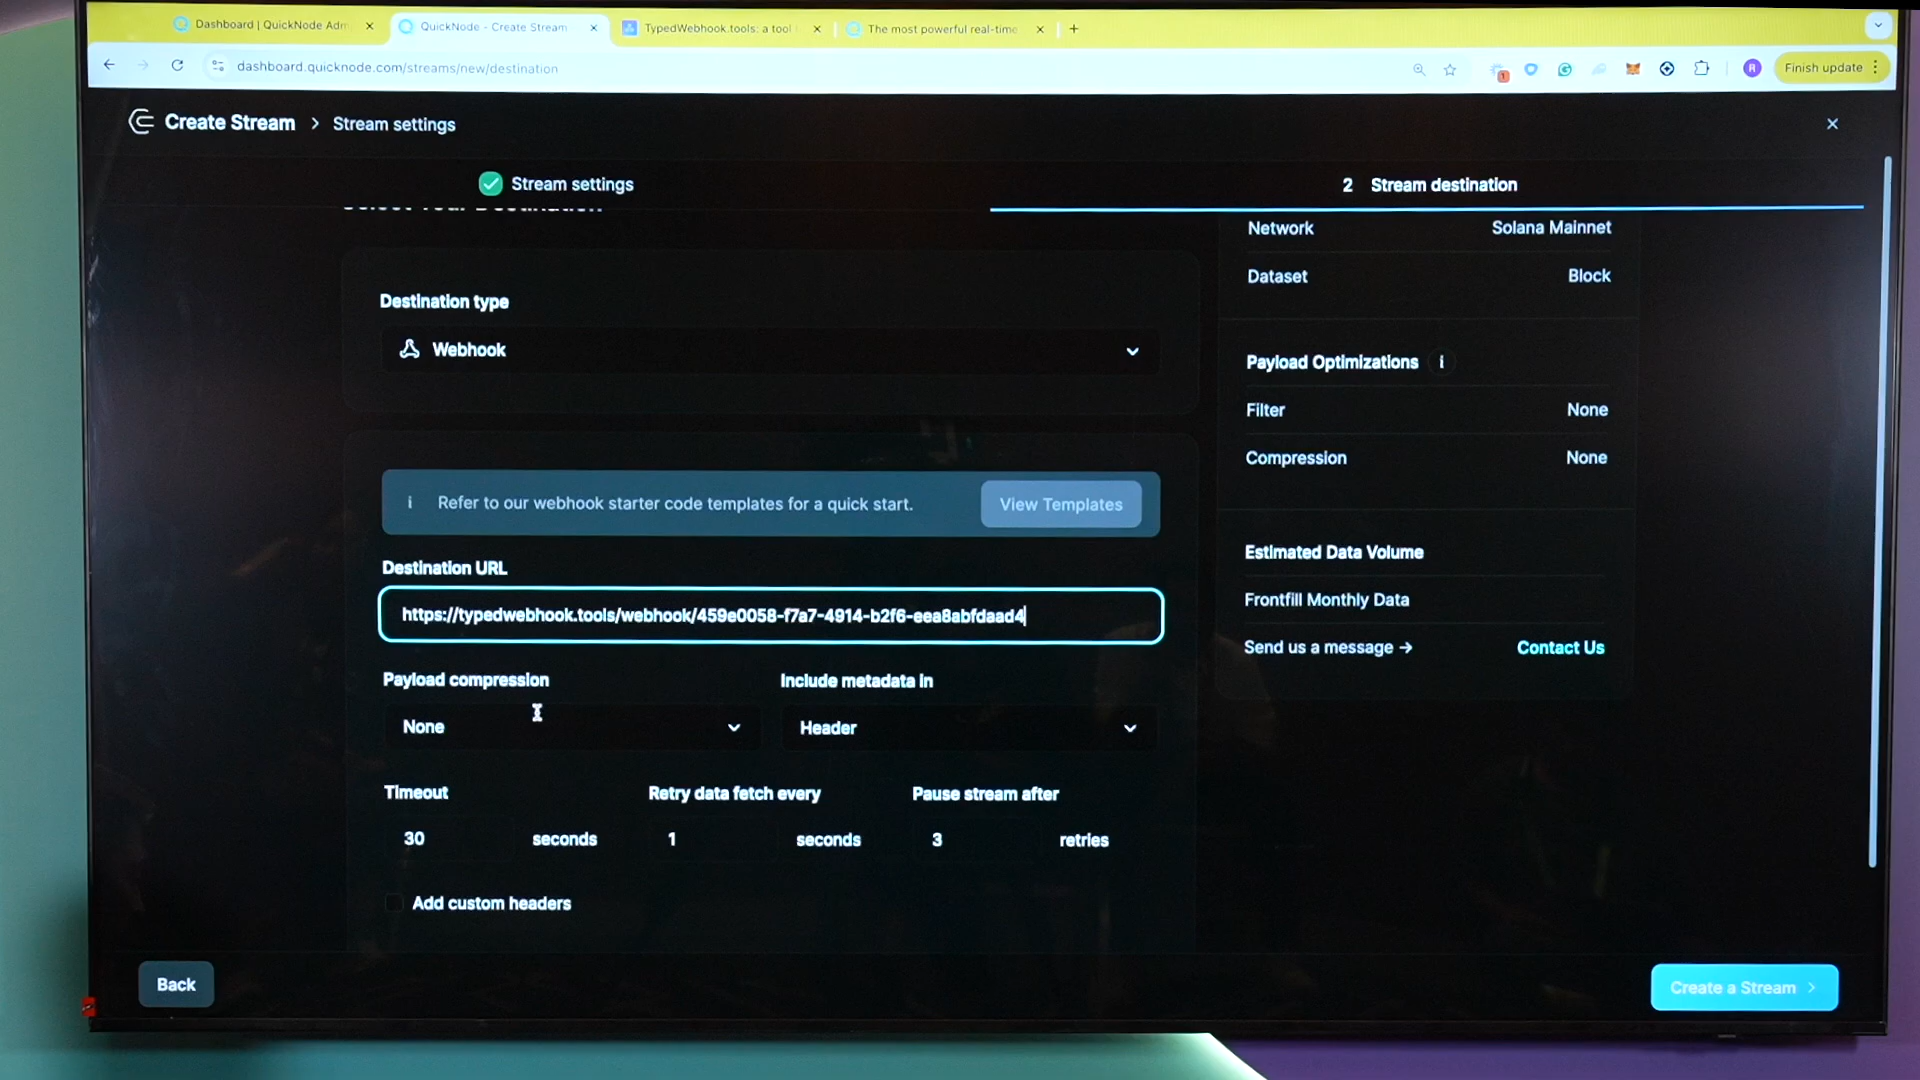 Dashboard | QuickNode Adm
QuickNode - Create Stream
TypedWebhook.tools: a tool
The most powerful real-time
dashboard.quicknode.com/streams/new/destination
1
R
Finish update
Create Stream > Stream settings
Stream settings
2 Stream destination
Select Your Destination
Network Solana Mainnet
Dataset Block
Destination type
Webhook
Payload Optimizations i
Filter None
Compression None
i Refer to our webhook starter code templates for a quick start. View Templates
Estimated Data Volume
Destination URL
Frontfill Monthly Data
https://typedwebhook.tools/webhook/459e0058-f7a7-4914-b2f6-eea8abfdaad4
Send us a message → Contact Us
Payload compression Include metadata in
None Header
Timeout Retry data fetch every Pause stream after
30 seconds 1 seconds 3 retries
Add custom headers
Back
Create a Stream >